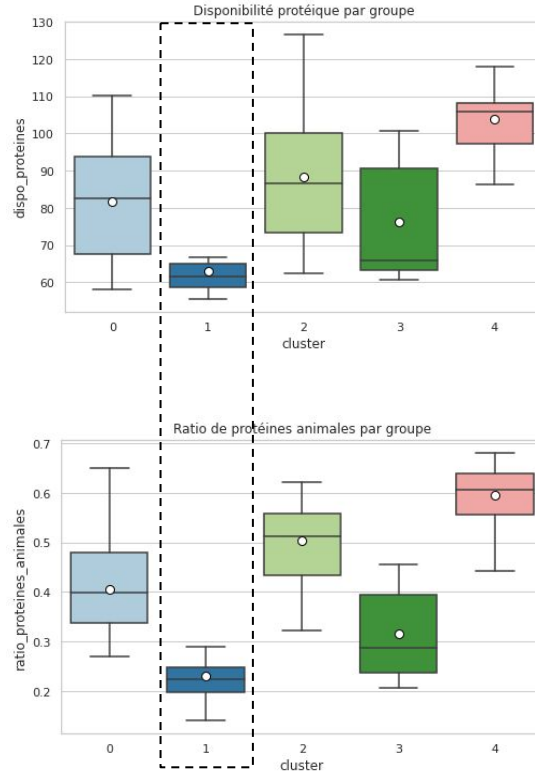 Disponibilité protéique par groupe
130
120
110
100
90
80
70
60
dispo_proteines
0 1 2 3 4
cluster
Ratio de protéines animales par groupe
0.7
0.6
0.5
0.4
0.3
0.2
ratio_proteines_animales
0 1 2 3 4
cluster